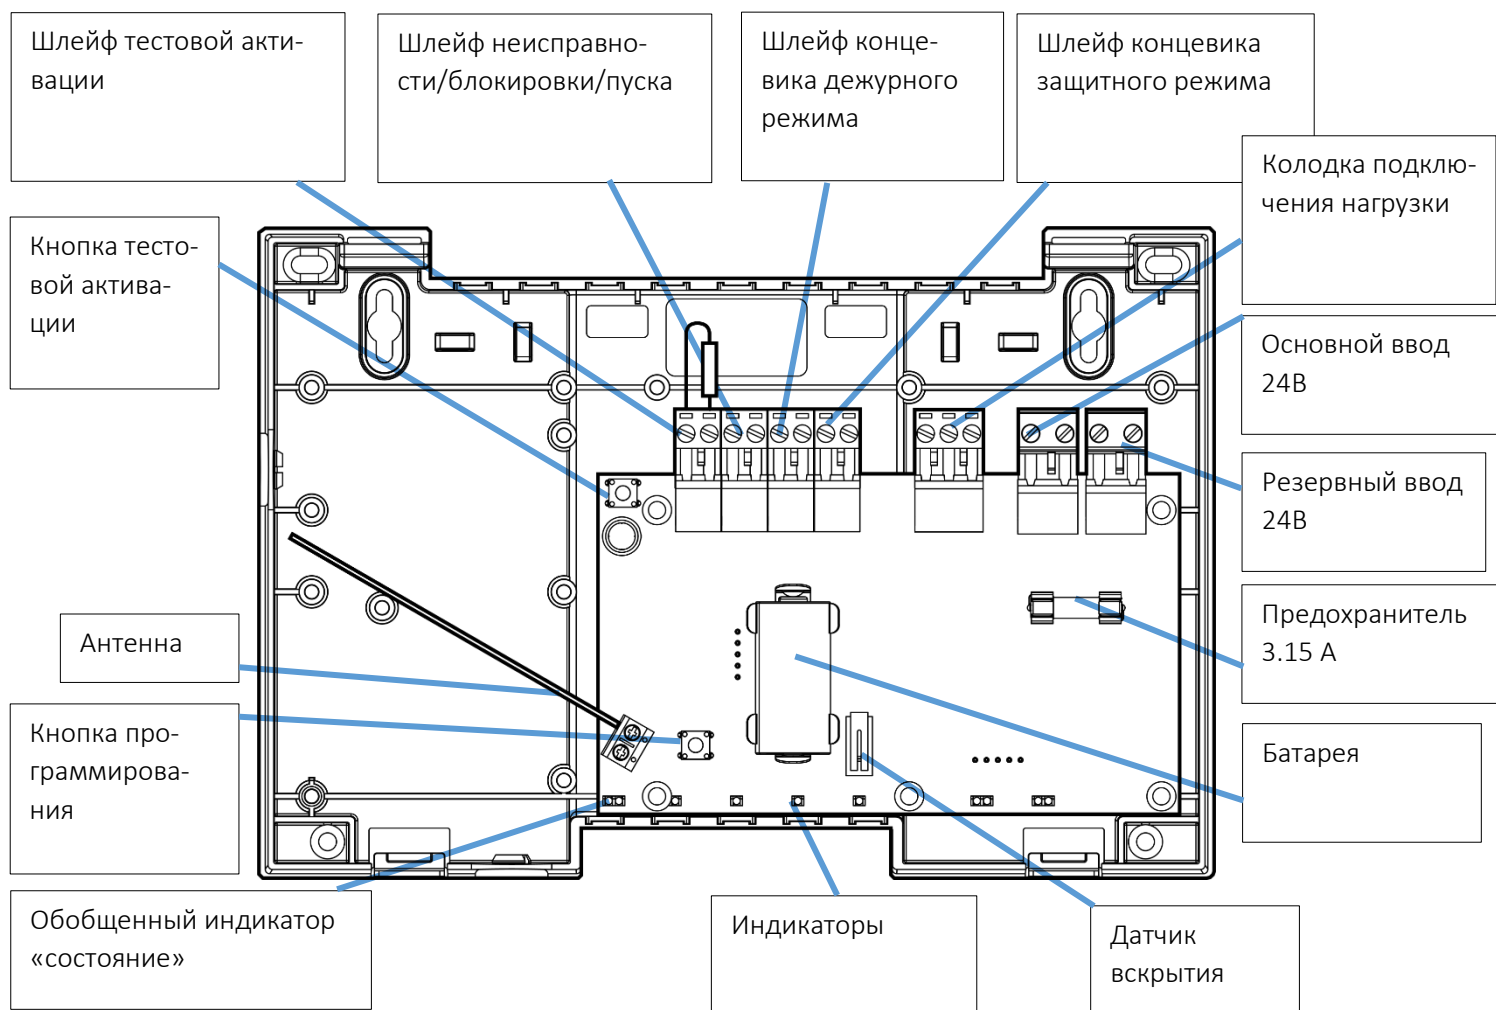 Шлейф тестовой акти-
вации
Шлейф неисправно-
сти/блокировки/пуска
Шлейф конце-
вика дежурного
режима
Шлейф концевика
защитного режима
Колодка подклю-
чения нагрузки
Кнопка тесто-
вой актива-
ции
Основной ввод
24В
Резервный ввод
24В
Антенна
Предохранитель
3.15 А
Кнопка про-
граммирова-
ния
Батарея
Обобщенный индикатор
«состояние»
Индикаторы
Датчик
вскрытия